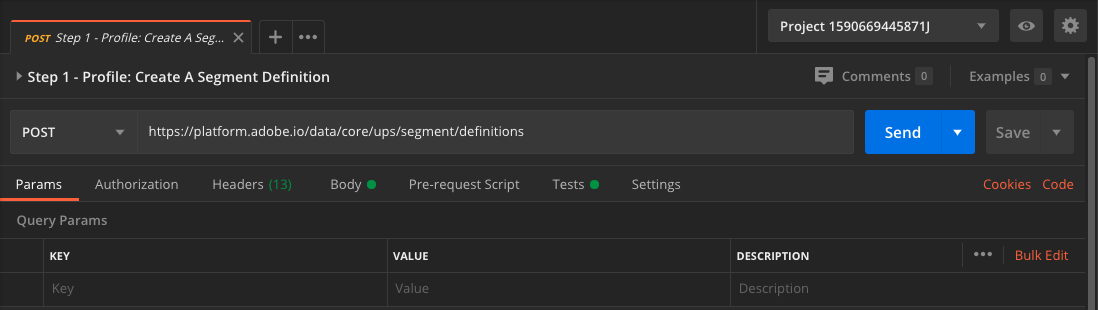 POST Step 1 - Profile: Create A Seg...
Project 1590669445871J
Step 1 - Profile: Create A Segment Definition
Comments 0
Examples 0
POST
https://platform.adobe.io/data/core/ups/segment/definitions
Send
Save
Params Authorization Headers (13) Body Pre-request Script Tests Settings Cookies Code
Query Params
KEY VALUE DESCRIPTION ••• Bulk Edit
Key Value Description